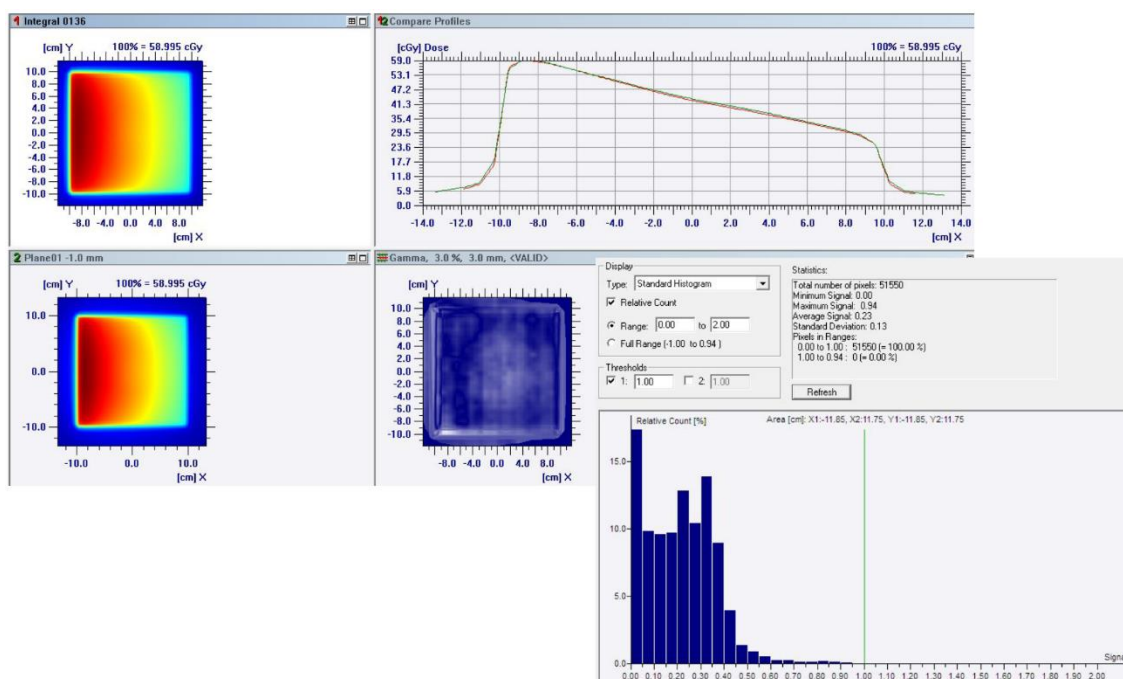 1 Integral 0136
[cm] Y 100% = 58.995 cGy
10.0
8.0
6.0
4.0
2.0
0.0
-2.0
-4.0
-6.0
-8.0
-10.0
-8.0 -4.0 0.0 4.0 8.0
[cm] X
12 Compare Profiles
[cGy] Dose 100% = 58.995 cGy
59.0
53.1
47.2
41.3
35.4
29.5
23.6
17.7
11.8
5.9
0.0
-14.0 -12.0 -10.0 -8.0 -6.0 -4.0 -2.0 0.0 2.0 4.0 6.0 8.0 10.0 12.0 14.0
[cm] X
2 Plane01 -1.0 mm
[cm] Y 100% = 58.995 cGy
10.0
0.0
-10.0
-10.0 0.0 10.0
[cm] X
Gamma, 3.0 %, 3.0 mm, <VALID>
[cm] Y
10.0
8.0
6.0
4.0
2.0
0.0
-2.0
-4.0
-6.0
-8.0
-10.0
-8.0 -4.0 0.0 4.0 8.0
[cm] X
Display
Type: Standard Histogram
Relative Count
Range: 0.00 to 2.00
Full Range (-1.00 to 0.94 )
Thresholds
1: 1.00 2: 1.00
Statistics:
Total number of pixels: 51550
Minimum Signal: 0.00
Maximum Signal: 0.94
Average Signal: 0.23
Standard Deviation: 0.13
Pixels in Ranges:
0.00 to 1.00 : 51550 (= 100.00 %)
1.00 to 0.94 : 0 (= 0.00 %)
Refresh
Relative Count [%] Area [cm]: X1:-11.85, X2:11.75, Y1:-11.85, Y2:11.75
15.0
10.0
5.0
0.0
Signal
0.00 0.10 0.20 0.30 0.40 0.50 0.60 0.70 0.80 0.90 1.00 1.10 1.20 1.30 1.40 1.50 1.60 1.70 1.80 1.90 2.00